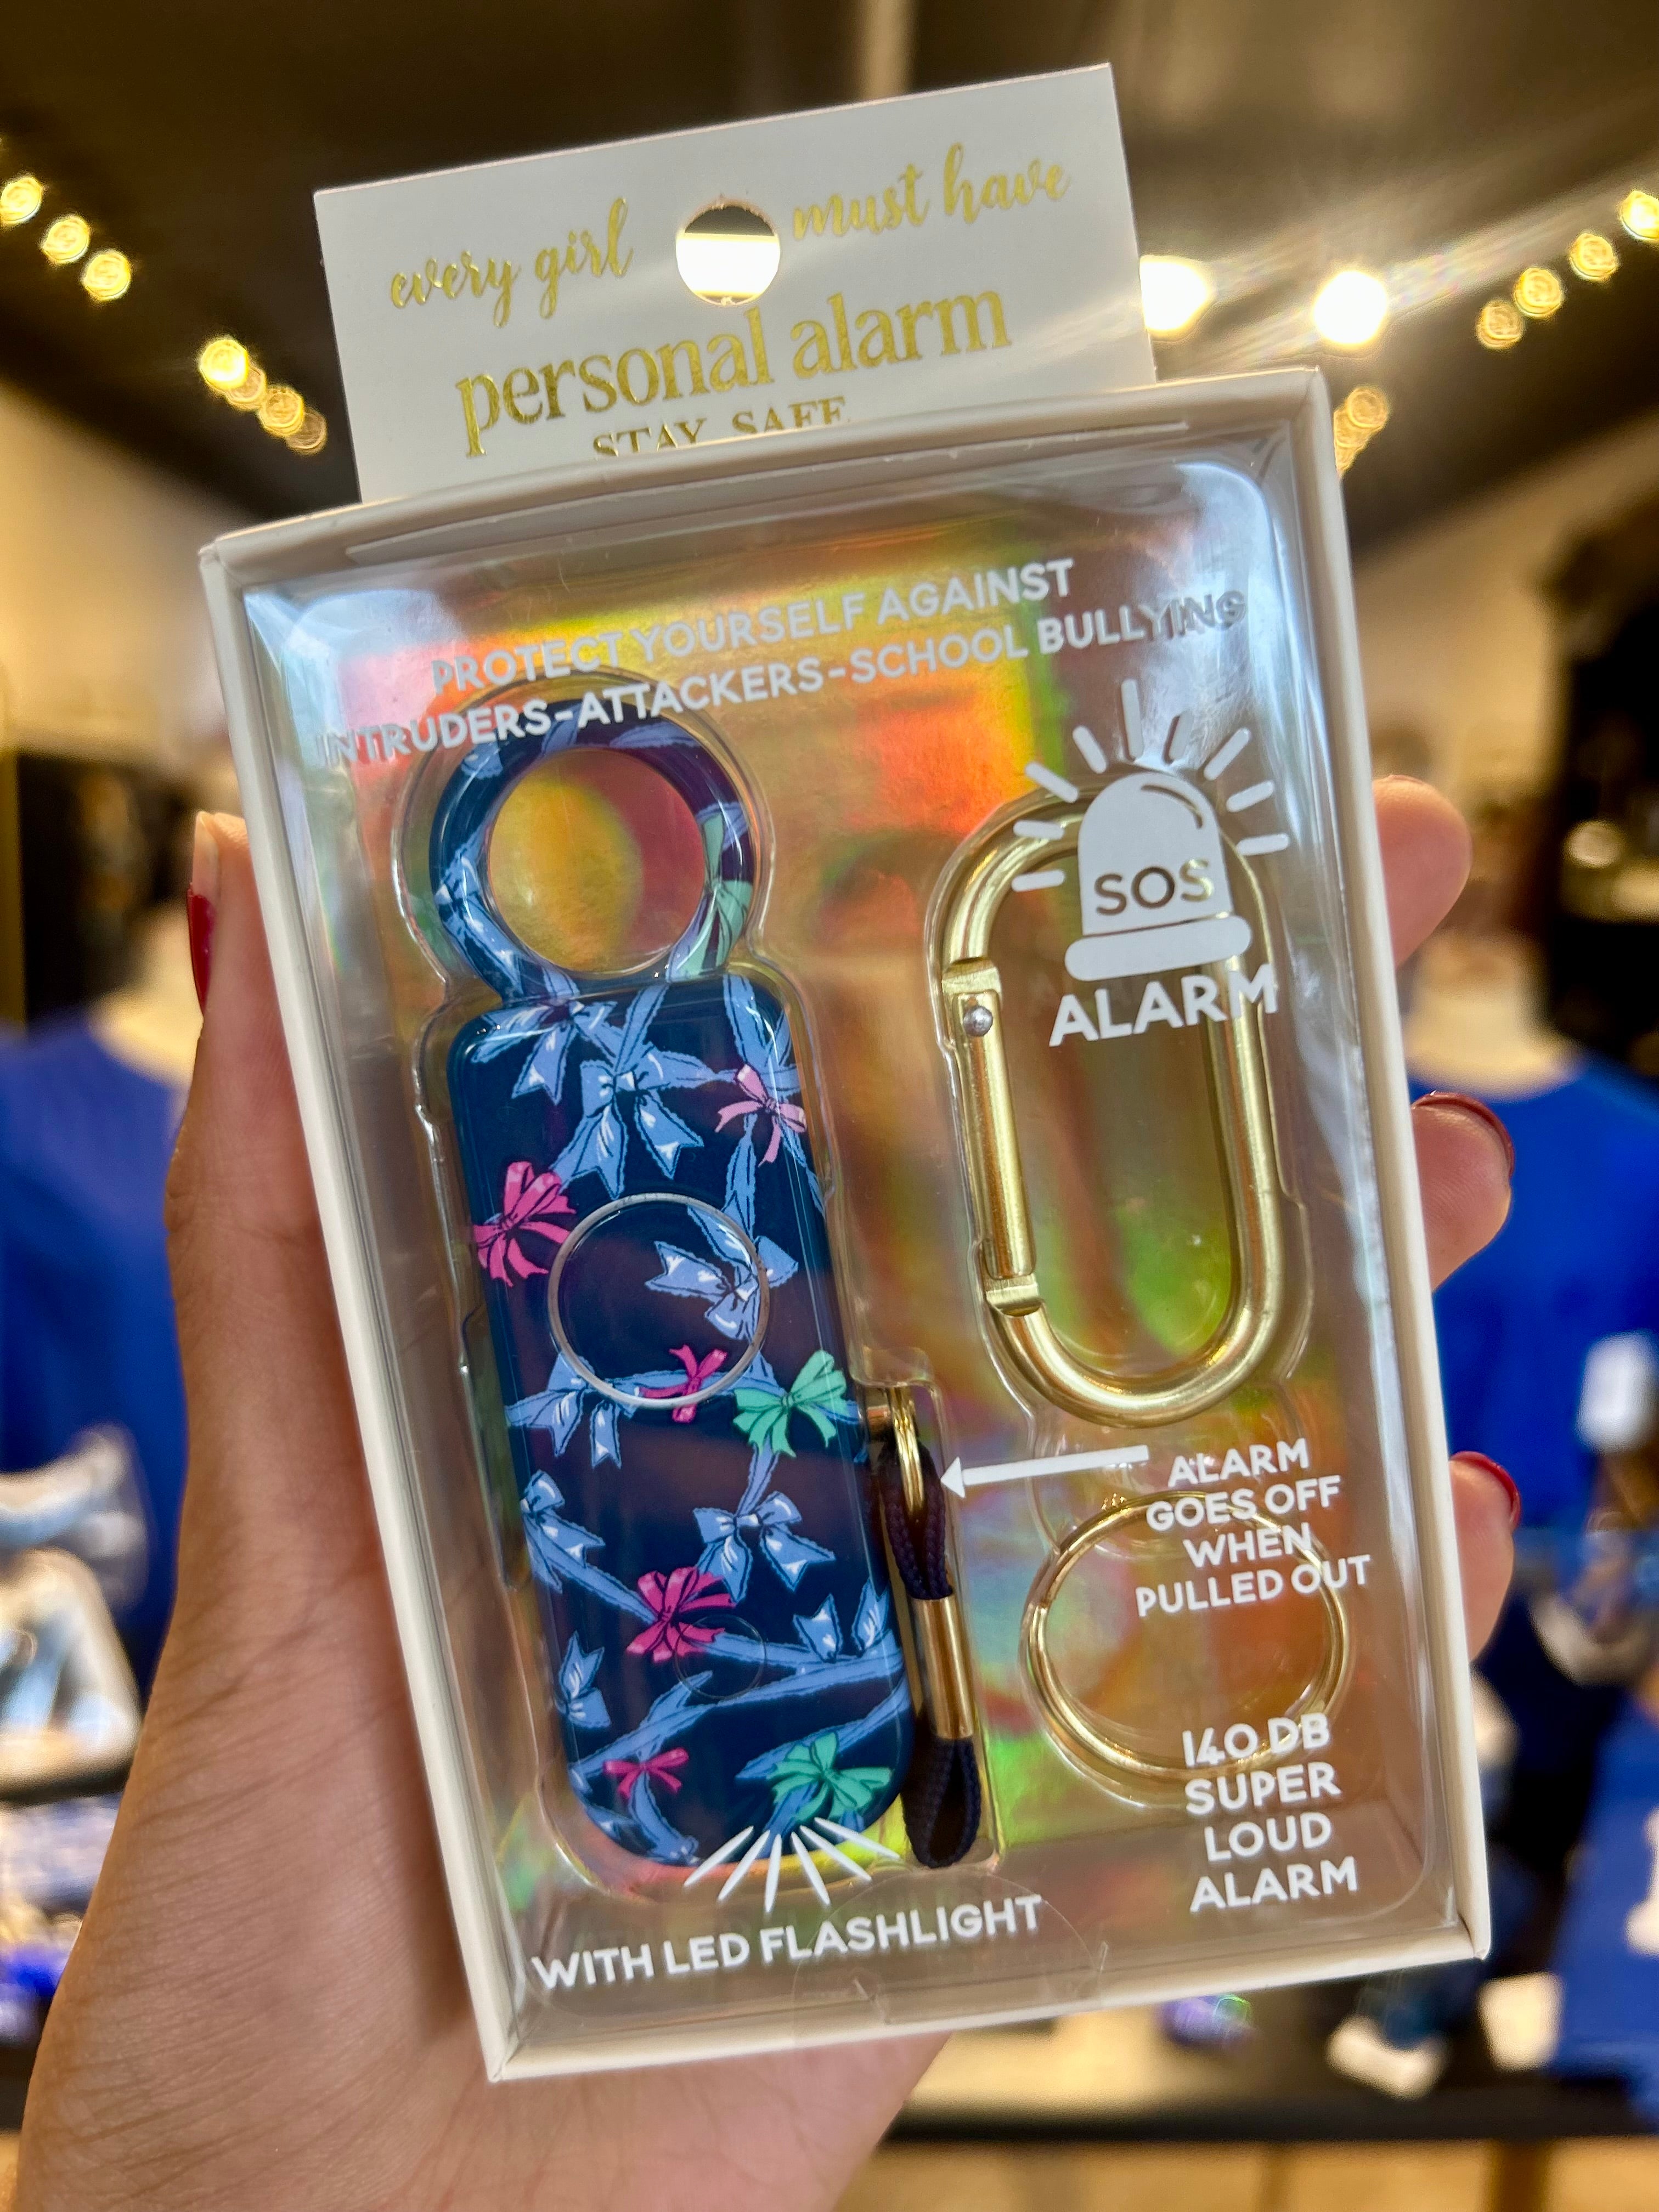 every girl must have
personal alarm
STAY SAFE
PROTECT YOURSELF AGAINST
INTRUDERS-ATTACKERS-SCHOOL BULLYING
SOS
ALARM
ALARM
GOES OFF
WHEN
PULLED OUT
140 DB
SUPER
LOUD
ALARM
WITH LED FLASHLIGHT